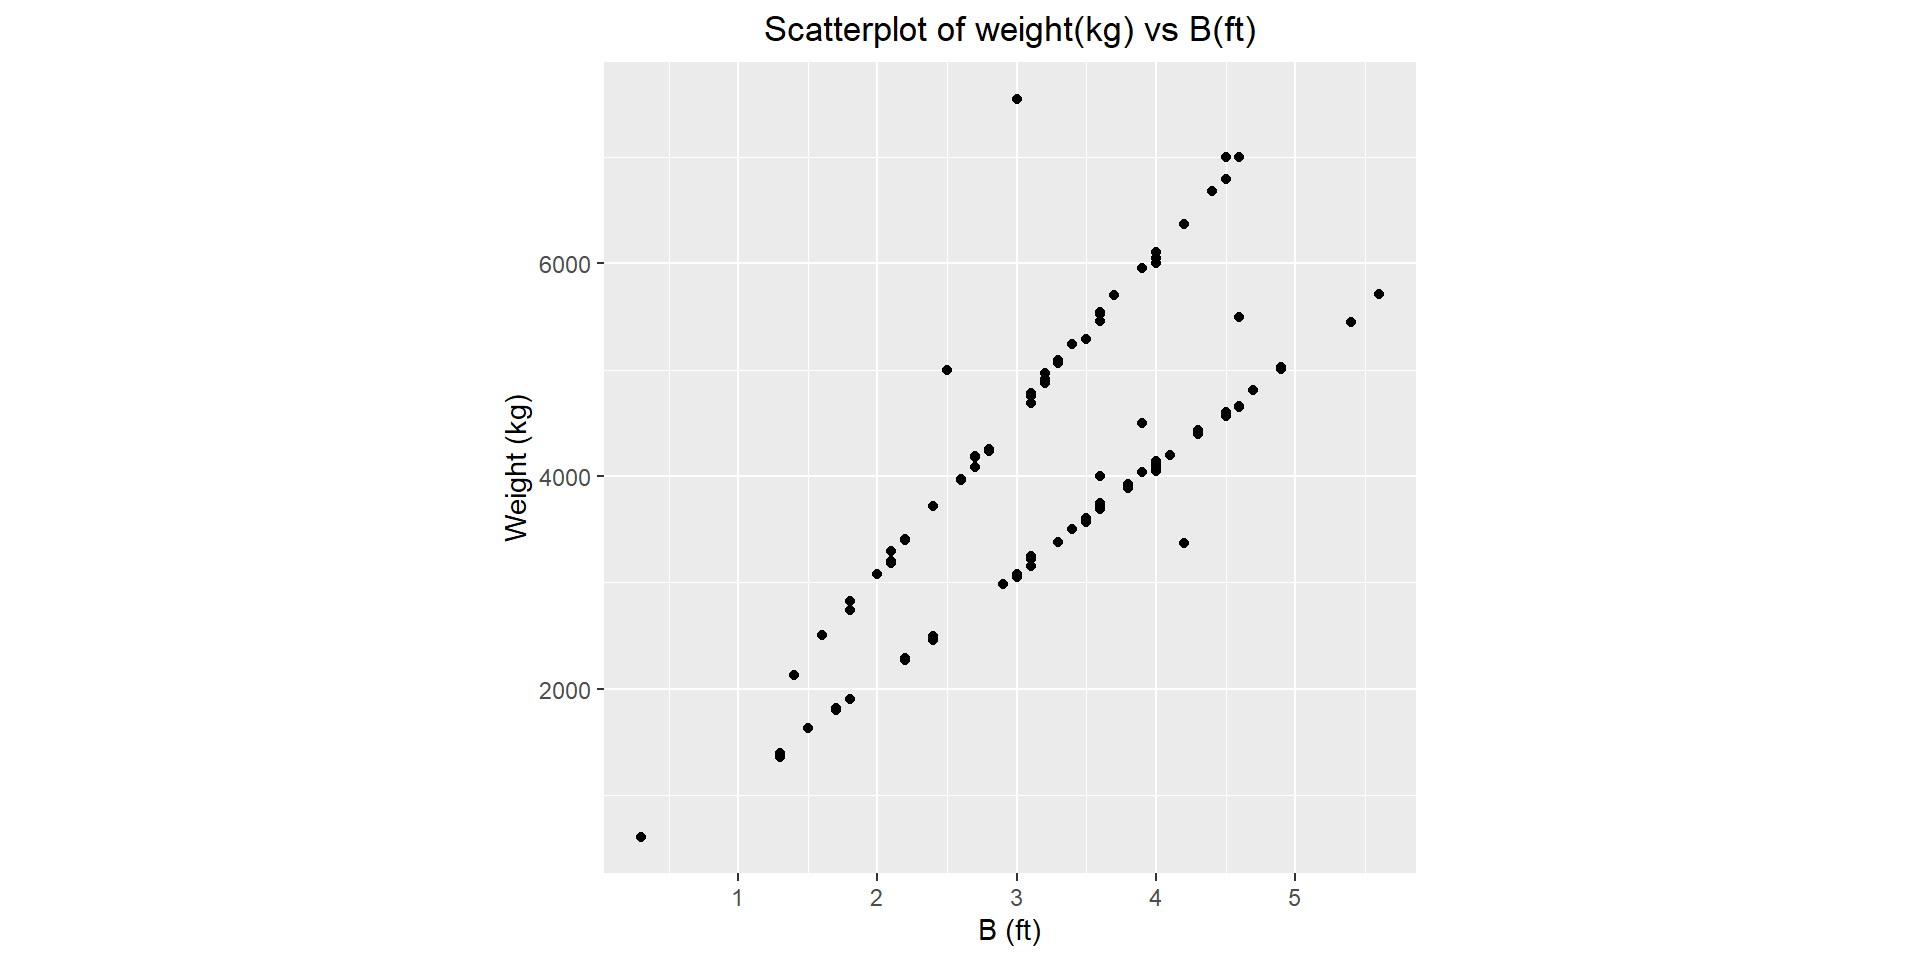 Scatterplot of weight(kg) vs B(ft)
Weight (kg)
6000
4000
2000
1 2 3 4 5
B (ft)